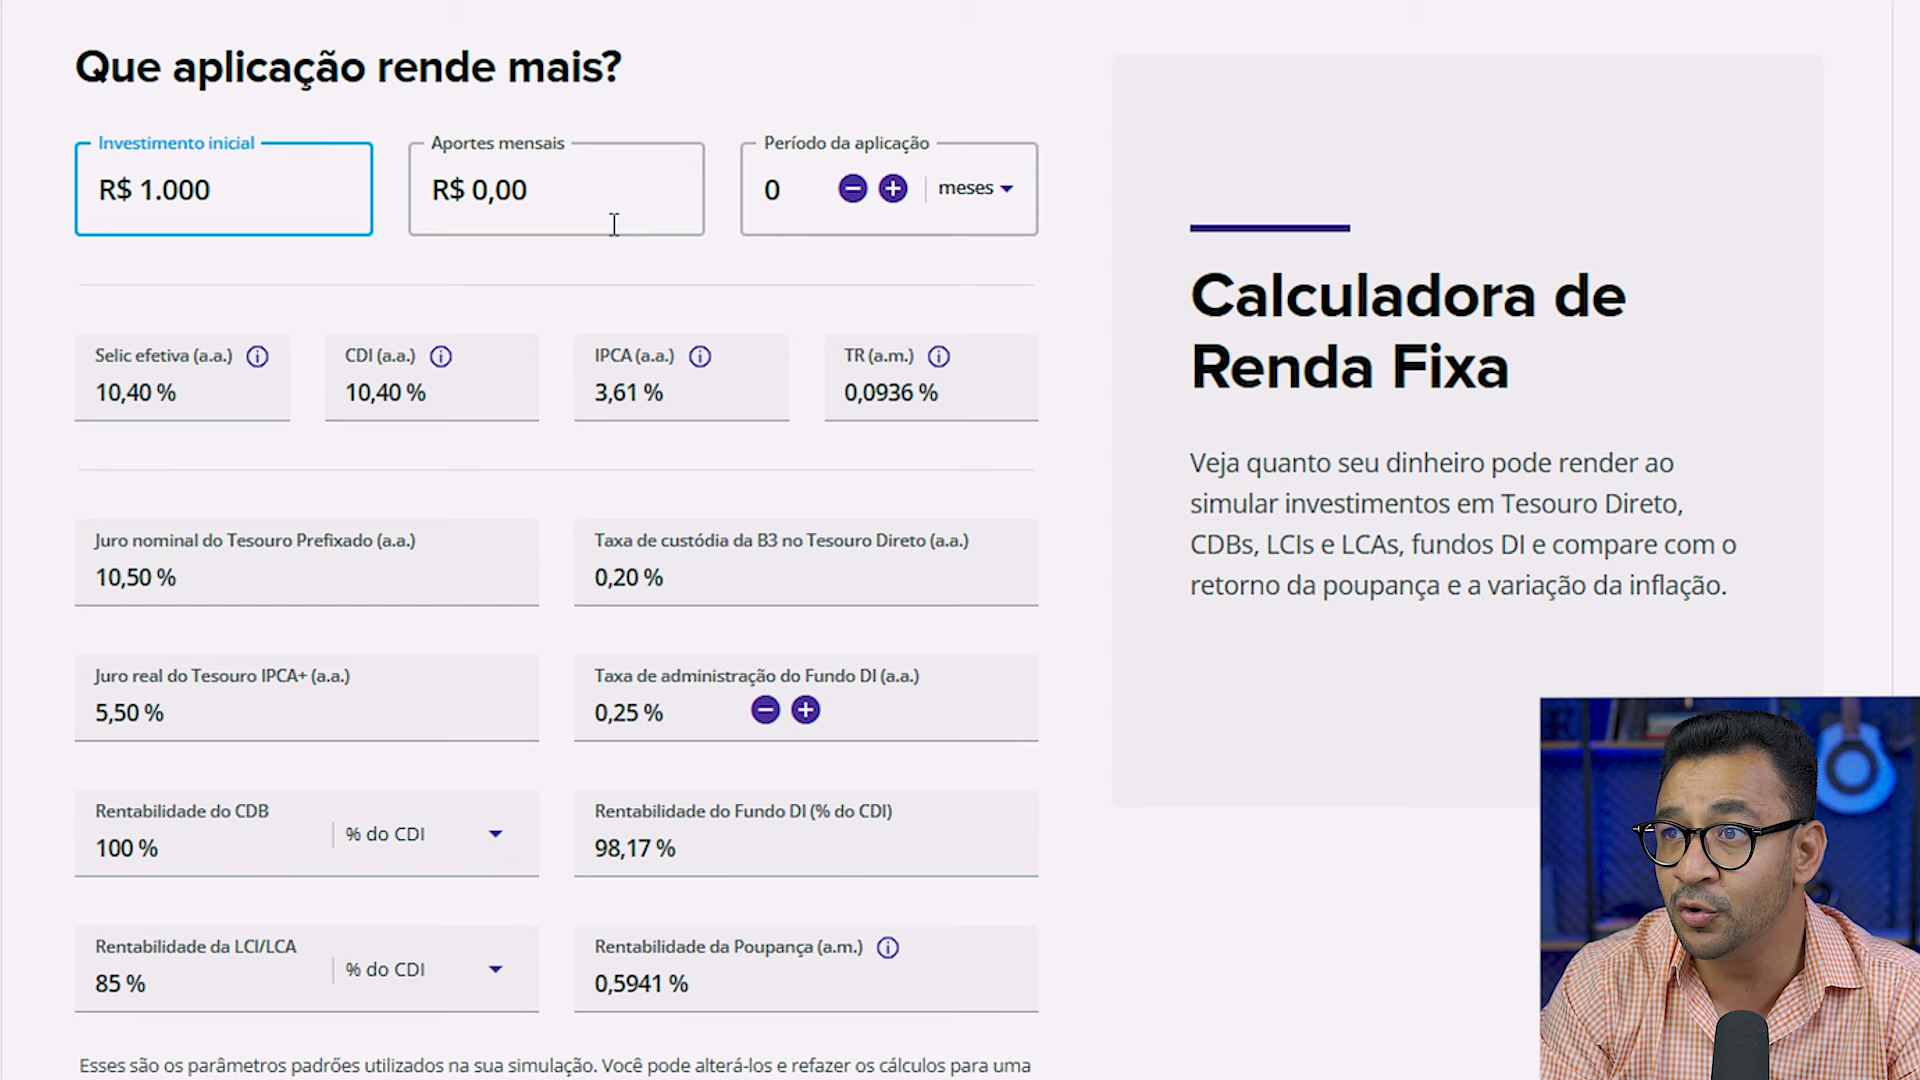 Que aplicação rende mais?
Investimento inicial
R$ 1.000
Aportes mensais
R$ 0,00
Período da aplicação
0
meses
Selic efetiva (a.a.)
10,40 %
CDI (a.a.)
10,40 %
IPCA (a.a.)
3,61 %
TR (a.m.)
0,0936 %
Juro nominal do Tesouro Prefixado (a.a.)
10,50 %
Taxa de custódia da B3 no Tesouro Direto (a.a.)
0,20 %
Juro real do Tesouro IPCA+ (a.a.)
5,50 %
Taxa de administração do Fundo DI (a.a.)
0,25 %
Rentabilidade do CDB
100 %
% do CDI
Rentabilidade do Fundo DI (% do CDI)
98,17 %
Rentabilidade da LCI/LCA
85 %
% do CDI
Rentabilidade da Poupança (a.m.)
0,5941 %
Esses são os parâmetros padrões utilizados na sua simulação. Você pode alterá-los e refazer os cálculos para uma
Calculadora de
Renda Fixa
Veja quanto seu dinheiro pode render ao
simular investimentos em Tesouro Direto,
CDBs, LCIs e LCAs, fundos DI e compare com o
retorno da poupança e a variação da inflação.